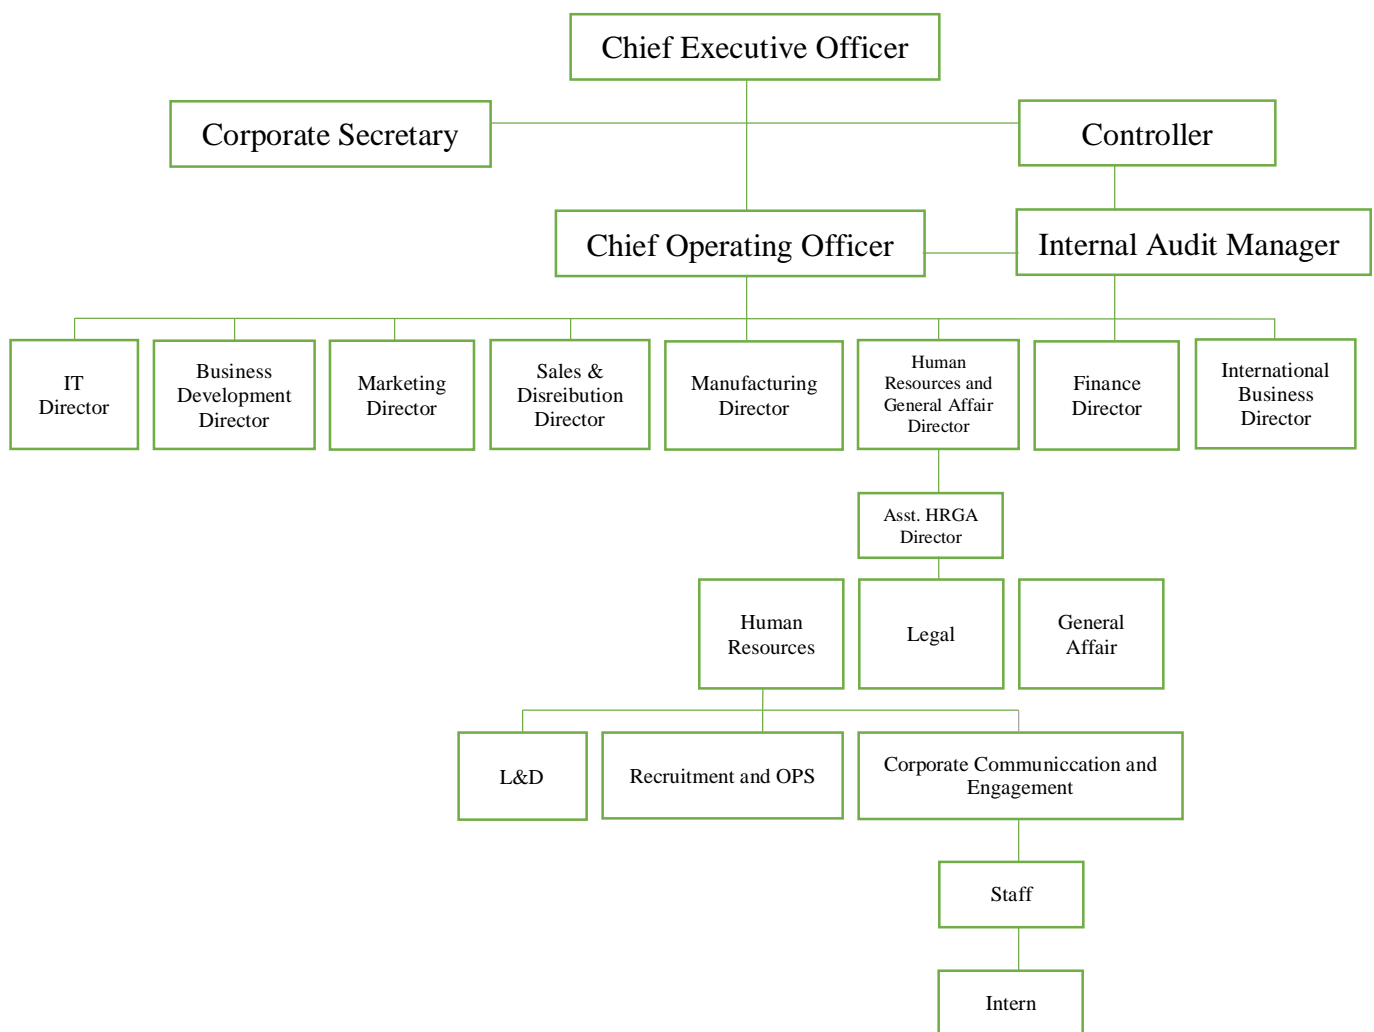 Chief Executive Officer
Corporate Secretary
Controller
Chief Operating Officer
Internal Audit Manager
IT
Director
Business
Development
Director
Marketing
Director
Sales &
Disreibution
Director
Manufacturing
Director
Human
Resources and
General Affair
Director
Finance
Director
International
Business
Director
Asst. HRGA
Director
Human
Resources
Legal
General
Affair
L&D
Recruitment and OPS
Corporate Communiccation and
Engagement
Staff
Intern